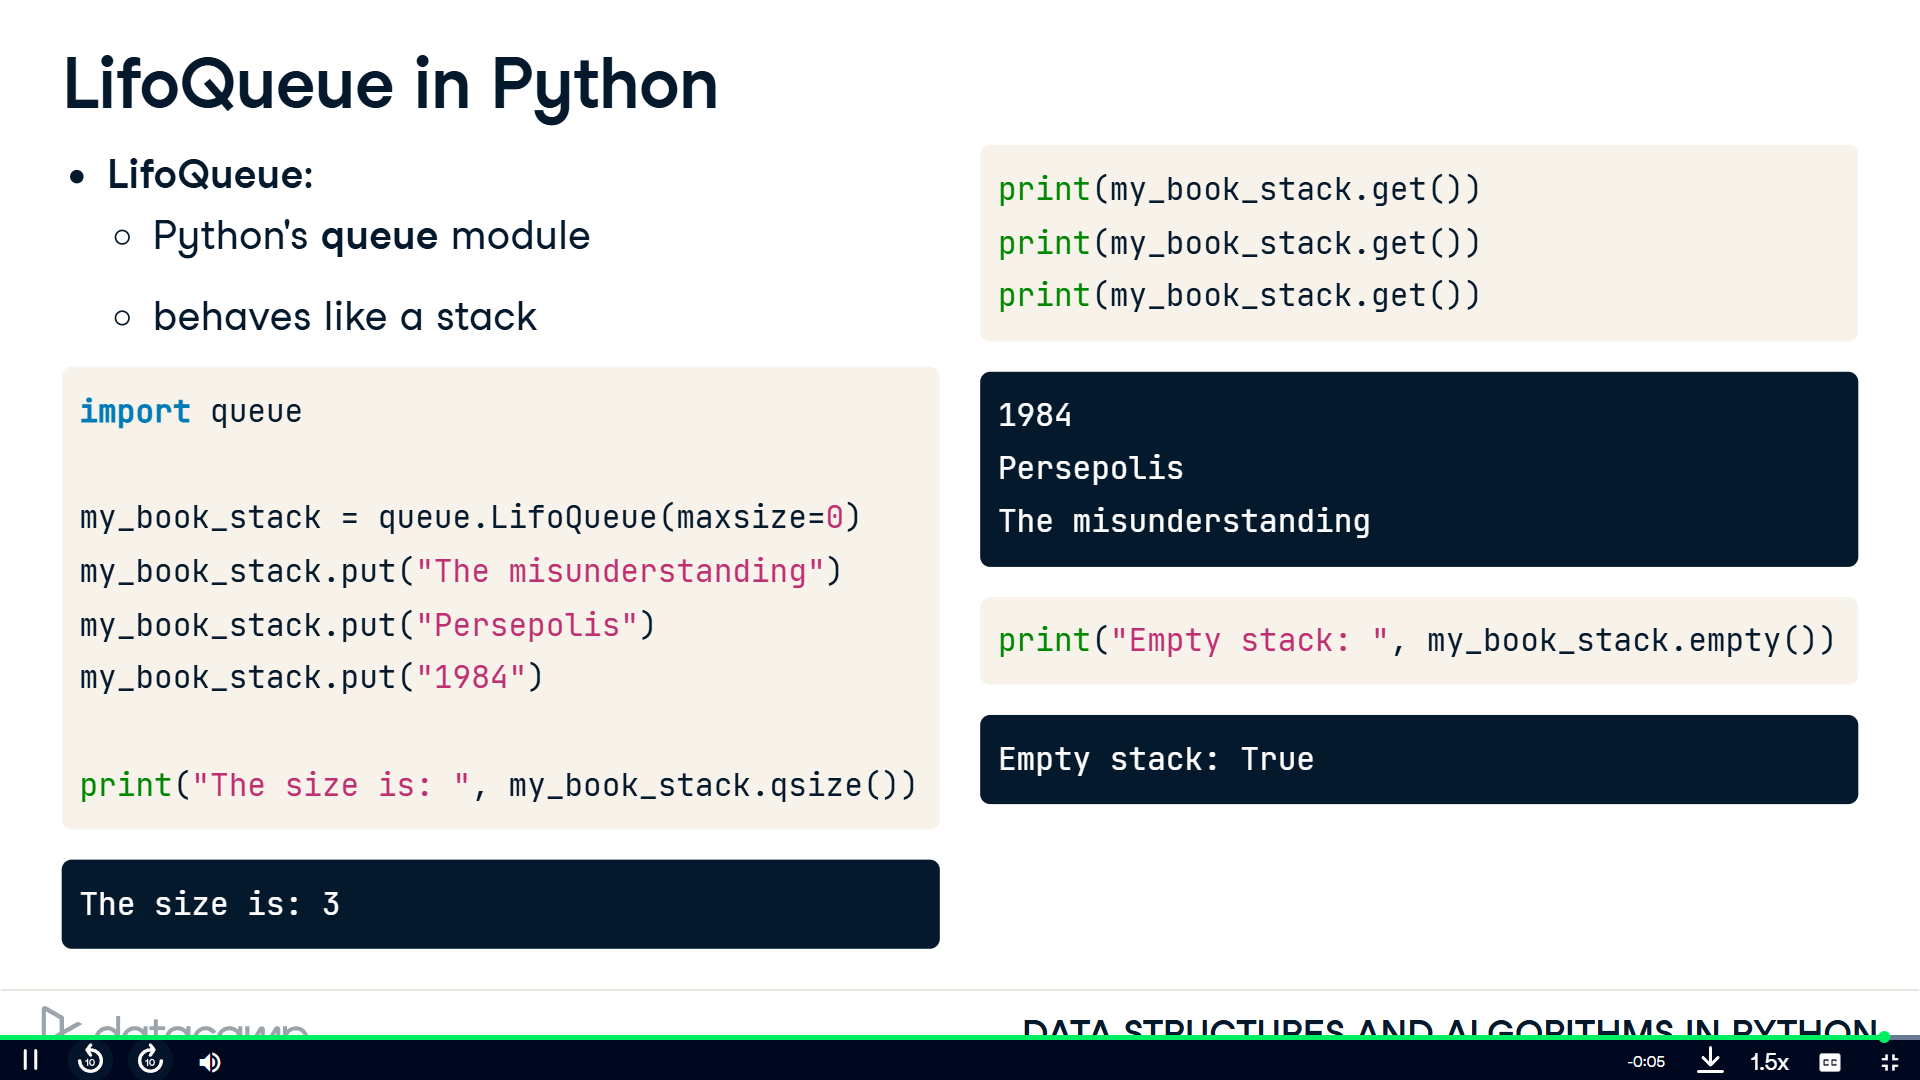 LifoQueue in Python
• LifoQueue:
○ Python's queue module
○ behaves like a stack
import queue
my_book_stack = queue.LifoQueue(maxsize=0)
my_book_stack.put("The misunderstanding")
my_book_stack.put("Persepolis")
my_book_stack.put("1984")
print("The size is: ", my_book_stack.qsize())
The size is: 3
print(my_book_stack.get())
print(my_book_stack.get())
print(my_book_stack.get())
1984
Persepolis
The misunderstanding
print("Empty stack: ", my_book_stack.empty())
Empty stack: True
datacamp
DATA STRUCTURES AND ALGORITHMS IN PYTHON
10
10
-0:05
1.5x
CC